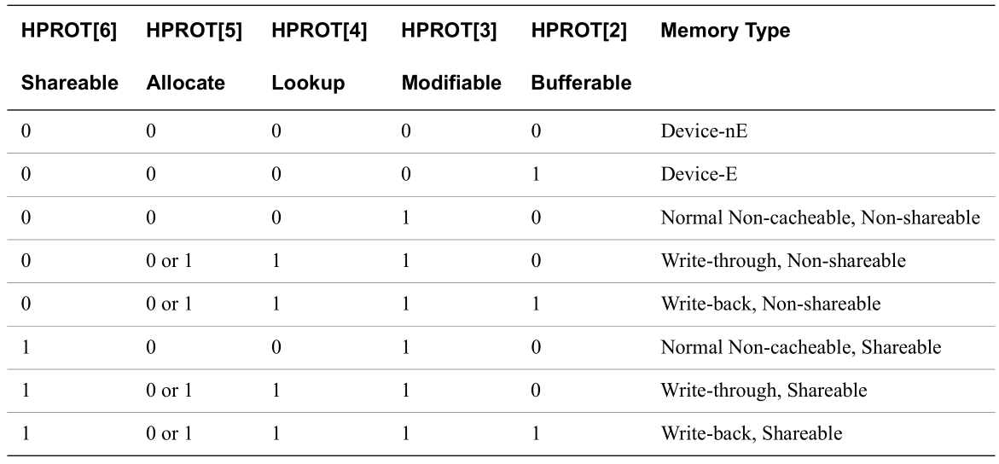 HPROT[6] HPROT[5] HPROT[4] HPROT[3] HPROT[2] Memory Type
Shareable Allocate Lookup Modifiable Bufferable
0 0 0 0 0 Device-nE
0 0 0 0 1 Device-E
0 0 0 1 0 Normal Non-cacheable, Non-shareable
0 0 or 1 1 1 0 Write-through, Non-shareable
0 0 or 1 1 1 1 Write-back, Non-shareable
1 0 0 1 0 Normal Non-cacheable, Shareable
1 0 or 1 1 1 0 Write-through, Shareable
1 0 or 1 1 1 1 Write-back, Shareable